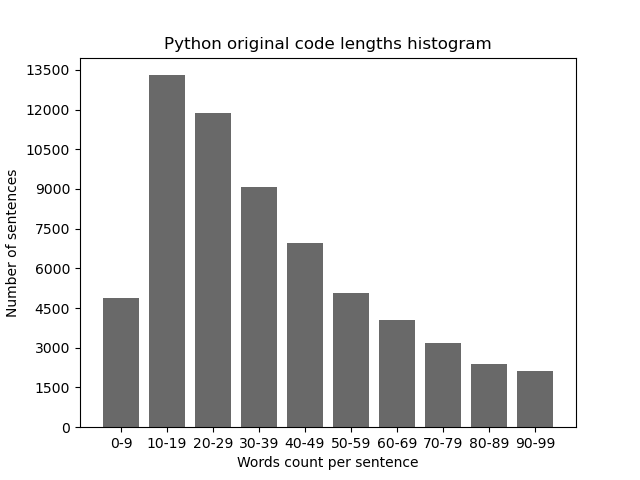 Python original code lengths histogram
Number of sentences
13500
12000
10500
9000
7500
6000
4500
3000
1500
0
0-9 10-19 20-29 30-39 40-49 50-59 60-69 70-79 80-89 90-99
Words count per sentence